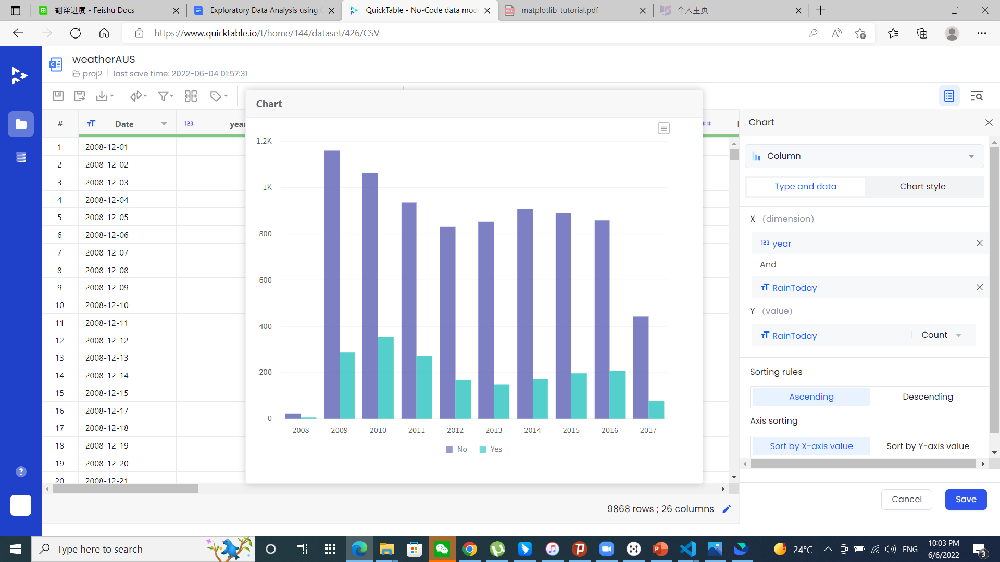 翻译进度 - Feishu Docs
Exploratory Data Analysis using
QuickTable - No-Code data mod
matplotlib_tutorial.pdf
个人主页
https://www.quicktable.io/t/home/144/dataset/426/CSV
weatherAUS
proj2 | last save time: 2022-06-04 01:57:31
# Date year
1 2008-12-01
2 2008-12-02
3 2008-12-03
4 2008-12-04
5 2008-12-05
6 2008-12-06
7 2008-12-07
8 2008-12-08
9 2008-12-09
10 2008-12-10
11 2008-12-11
12 2008-12-12
13 2008-12-13
14 2008-12-14
15 2008-12-15
16 2008-12-17
17 2008-12-18
18 2008-12-19
19 2008-12-20
20 2008-12-21
Chart
1.2K
1K
800
600
400
200
0
2008 2009 2010 2011 2012 2013 2014 2015 2016 2017
No Yes
9868 rows ; 26 columns
Chart
Column
Type and data Chart style
X (dimension)
123 year
And
TT RainToday
Y (value)
TT RainToday Count
Sorting rules
Ascending Descending
Axis sorting
Sort by X-axis value Sort by Y-axis value
Cancel Save
Type here to search
24°C
ENG
10:03 PM
6/6/2022
3